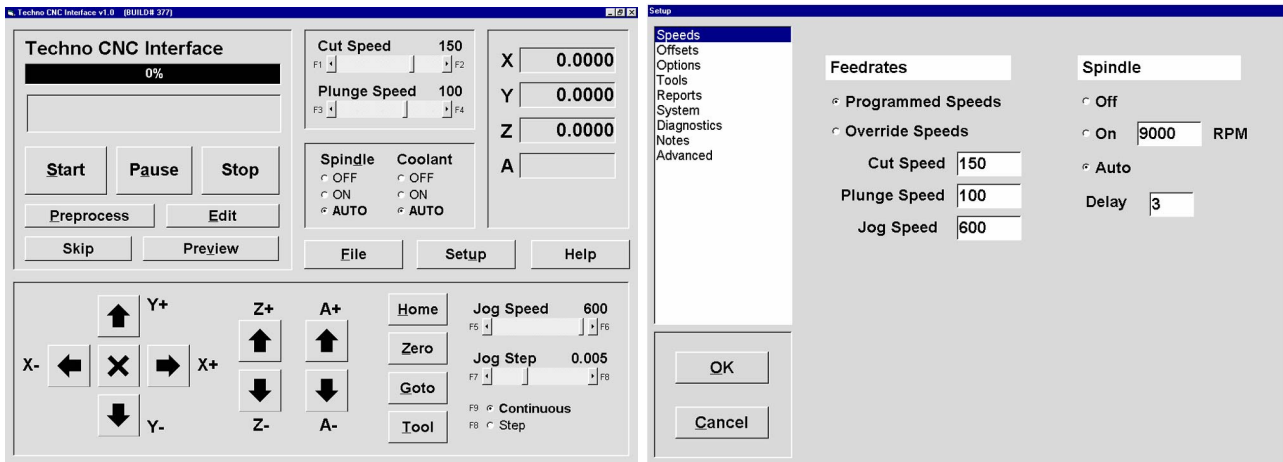 Techno CNC Interface v1.0 (BUILD# 377)
Techno CNC Interface
0%
Start Pause Stop
Preprocess Edit
Skip Preview
Cut Speed 150
F1 F2
Plunge Speed 100
F3 F4
Spindle Coolant
OFF OFF
ON ON
AUTO AUTO
X 0.0000
Y 0.0000
Z 0.0000
A
File Setup Help
Y+
X- X+
Y-
Z+ A+
Z- A-
Home
Zero
Goto
Tool
Jog Speed 600
F5 F6
Jog Step 0.005
F7 F8
F9 Continuous
F8 Step
Setup
Speeds
Offsets
Options
Tools
Reports
System
Diagnostics
Notes
Advanced
OK
Cancel
Feedrates
Programmed Speeds
Override Speeds
Cut Speed 150
Plunge Speed 100
Jog Speed 600
Spindle
Off
On 9000 RPM
Auto
Delay 3